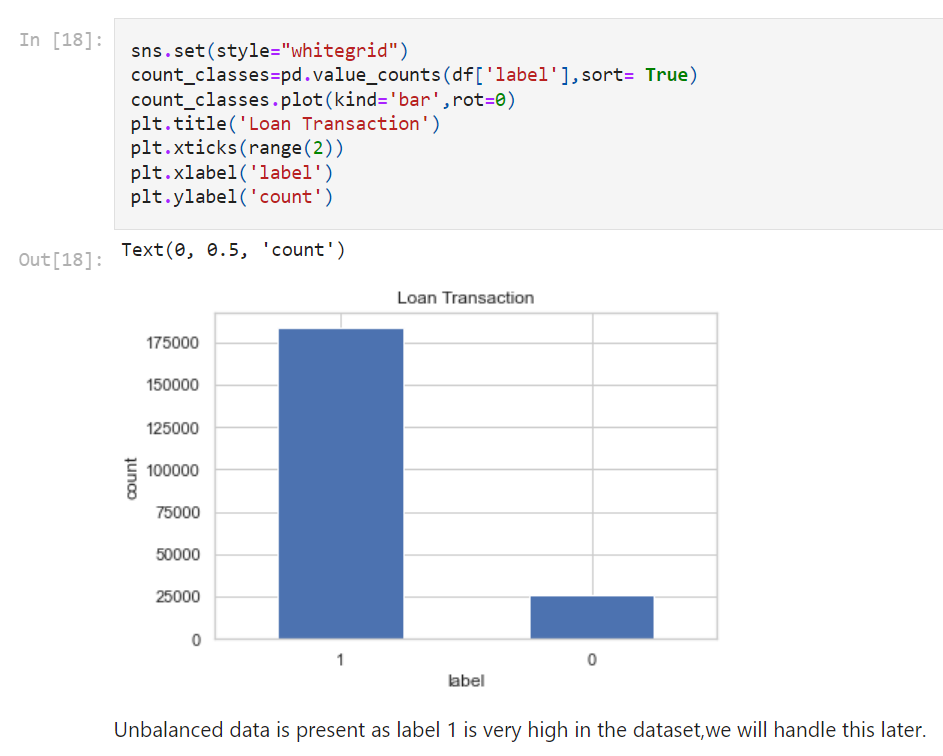 In [18]:
sns.set(style="whitegrid")
count_classes=pd.value_counts(df['label'],sort= True)
count_classes.plot(kind='bar',rot=0)
plt.title('Loan Transaction')
plt.xticks(range(2))
plt.xlabel('label')
plt.ylabel('count')
Out[18]:
Text(0, 0.5, 'count')
Loan Transaction
175000
150000
125000
100000
75000
50000
25000
0
count
1
0
label
Unbalanced data is present as label 1 is very high in the dataset,we will handle this later.